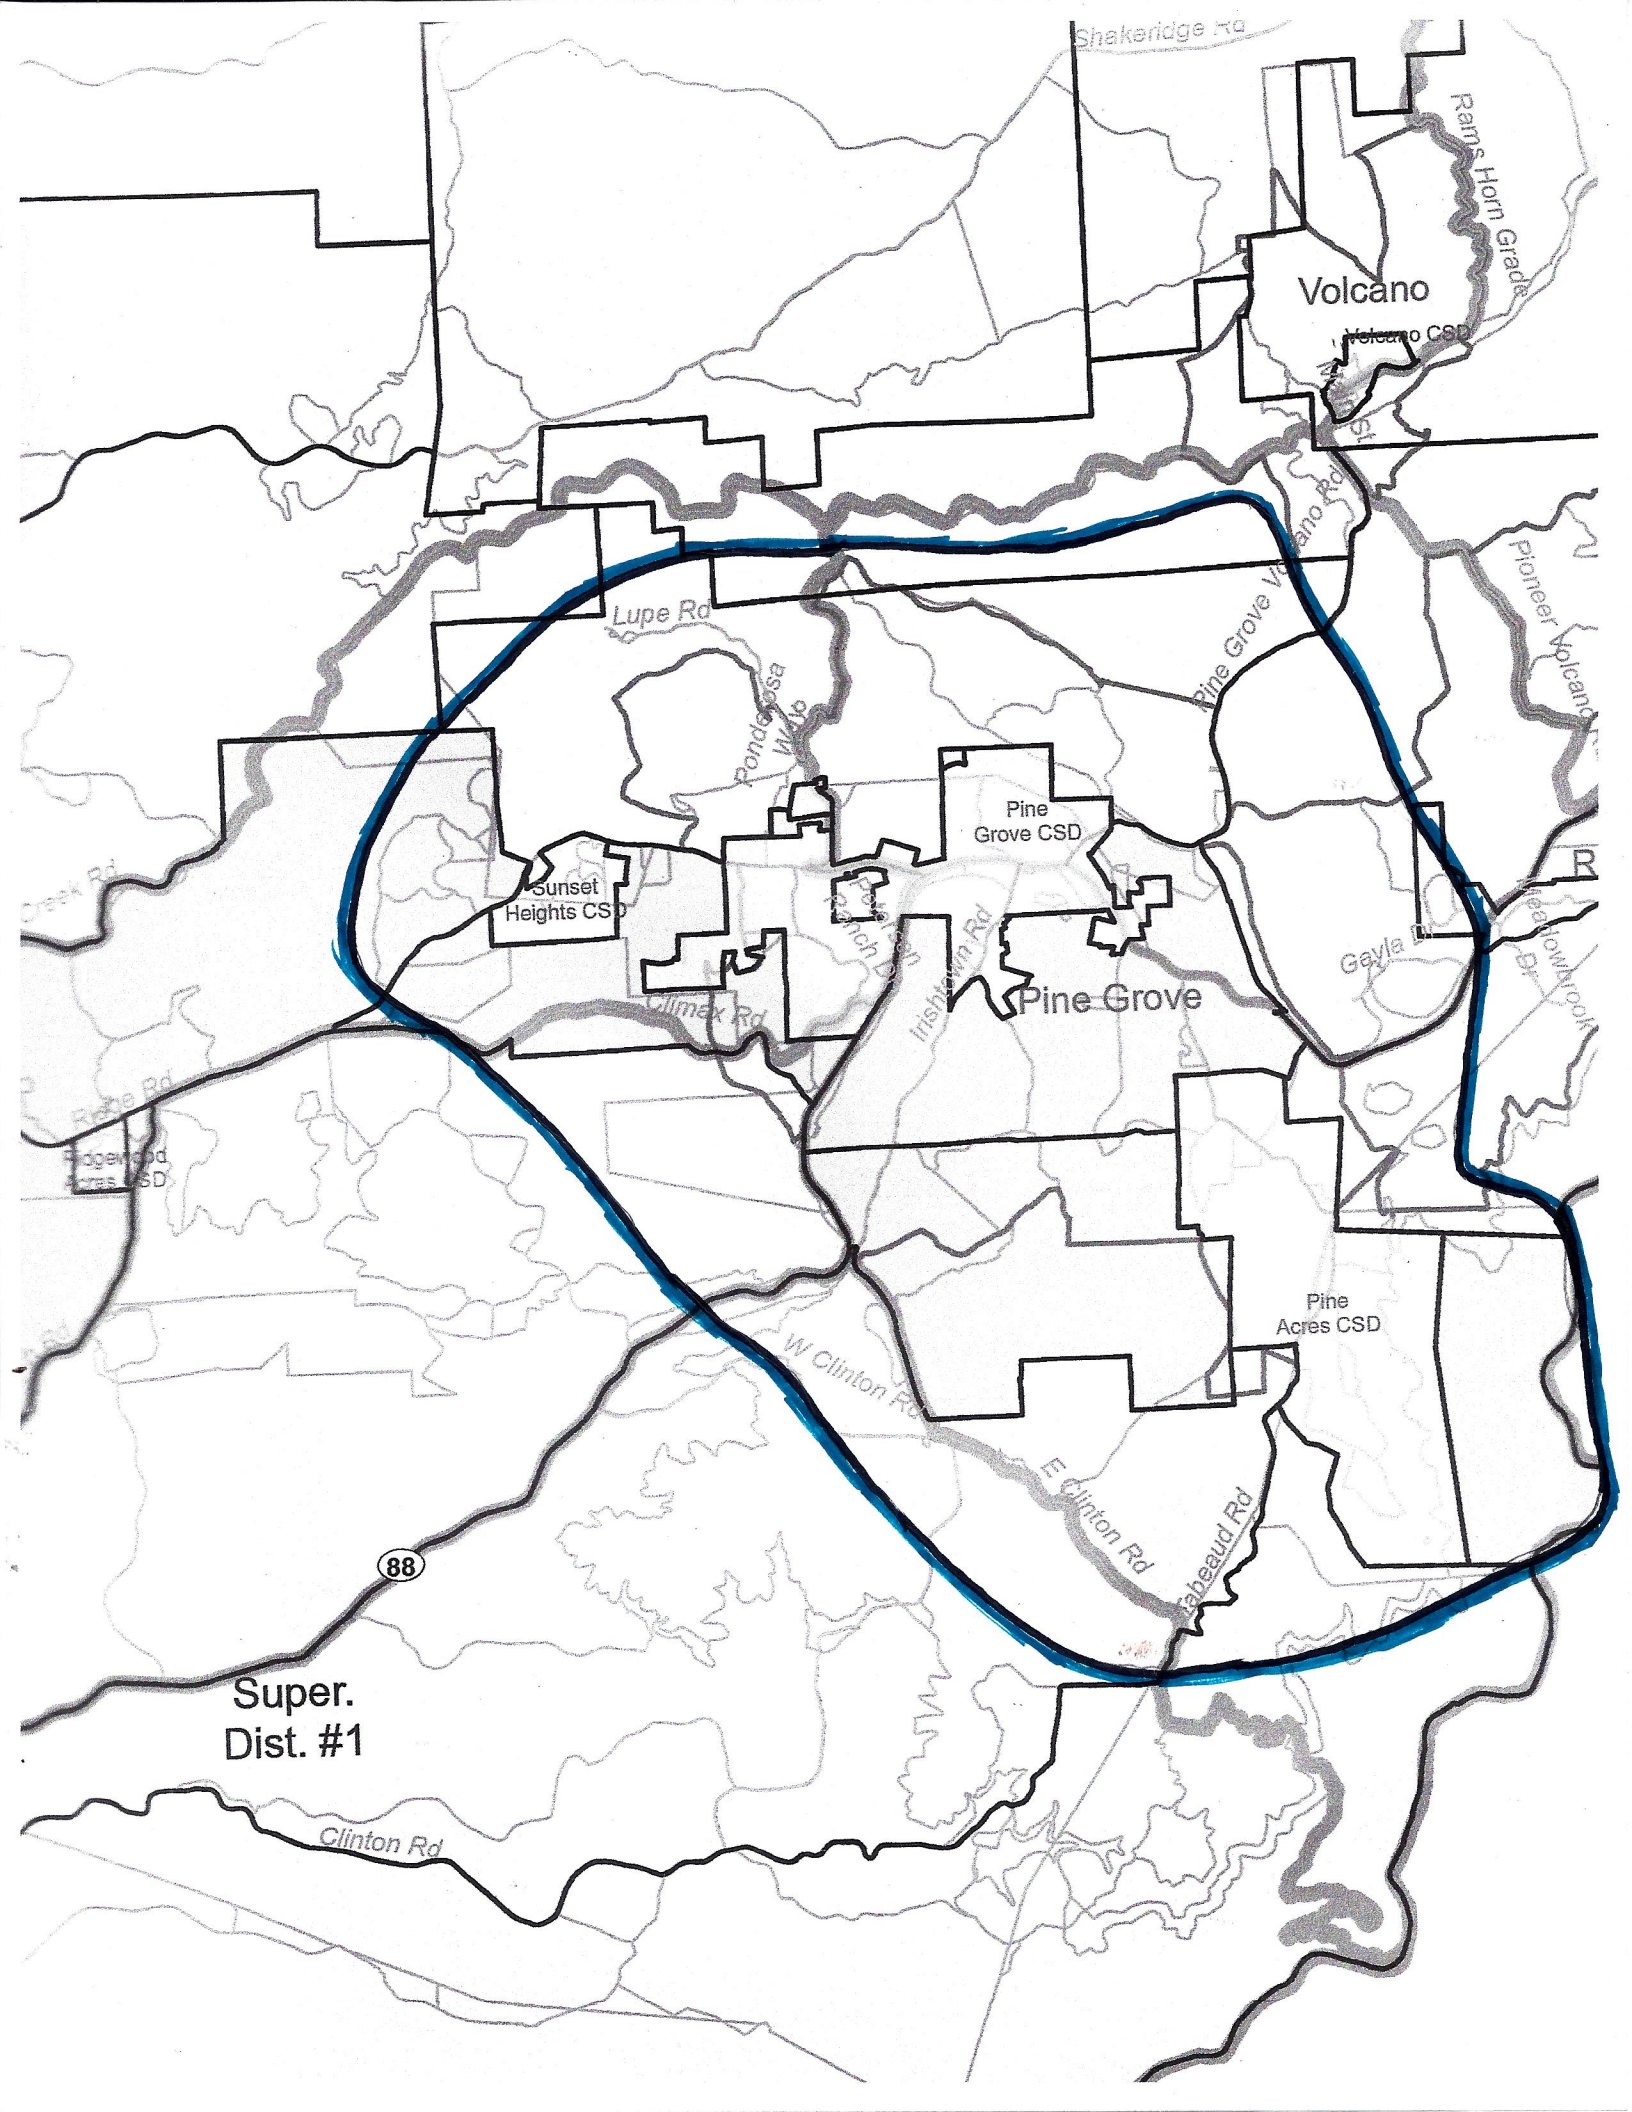 Shakeridge Rd
Rams Horn Grade
Volcano
Volcano CSD
Main St
Pine Grove Volcano Rd
Pioneer Volcano
Lupe Rd
Ponderosa
Way
Pine
Grove CSD
Sunset
Heights CSD
Creek Rd
R
Ranch
Irishtown Rd
Gayla Dr
Meadowbrook
Dr
Climax Rd
Pine Grove
Ridge Rd
Ridgewood
Acres CSD
Rd
Pine
Acres CSD
W Clinton Rd
E Clinton Rd
Tabeaud Rd
88
Super.
Dist. #1
Clinton Rd